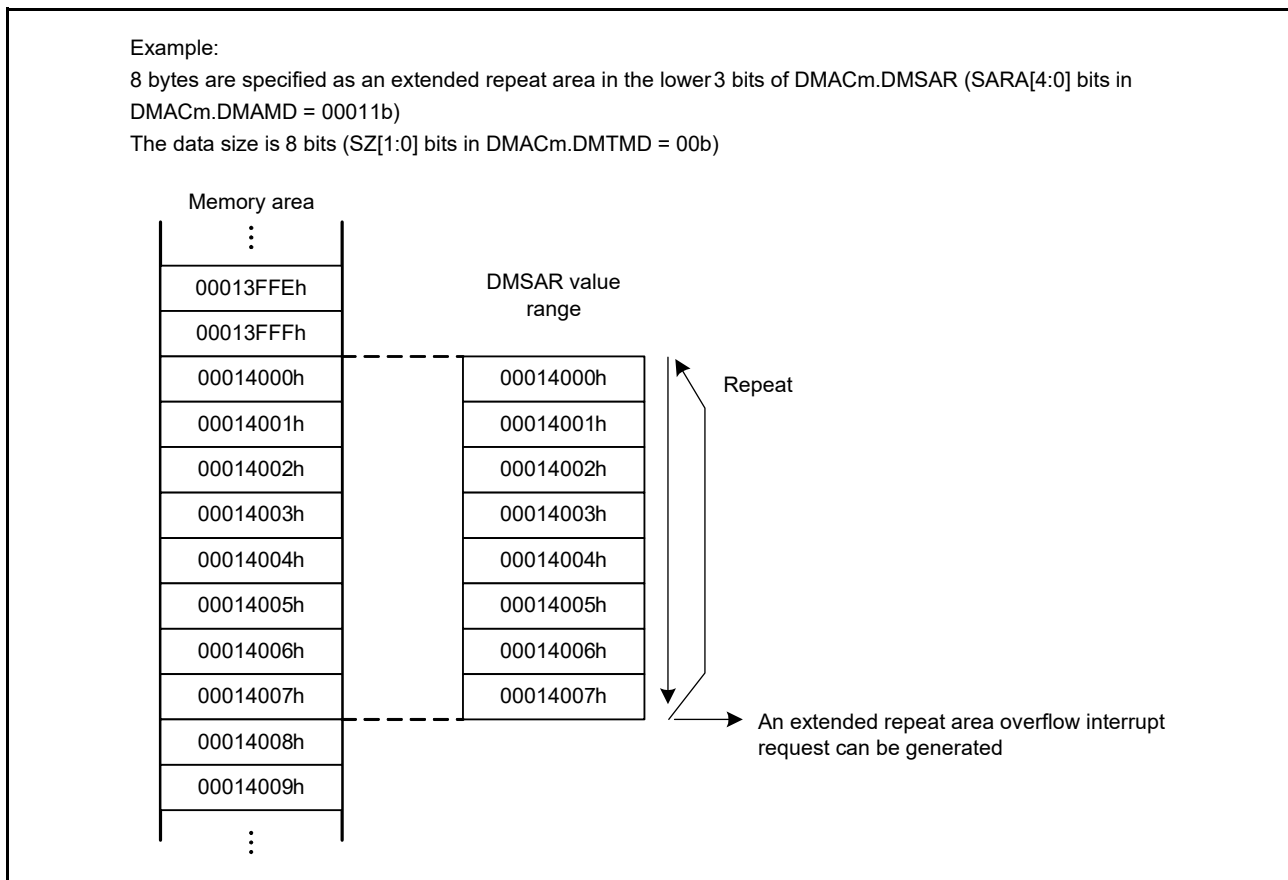 Example:
8 bytes are specified as an extended repeat area in the lower 3 bits of DMACm.DMSAR (SARA[4:0] bits in
DMACm.DMAMD = 00011b)
The data size is 8 bits (SZ[1:0] bits in DMACm.DMTMD = 00b)
Memory area
00013FFEh
00013FFFh
00014000h
00014001h
00014002h
00014003h
00014004h
00014005h
00014006h
00014007h
00014008h
00014009h
DMSAR value
range
00014000h
00014001h
00014002h
00014003h
00014004h
00014005h
00014006h
00014007h
Repeat
An extended repeat area overflow interrupt
request can be generated